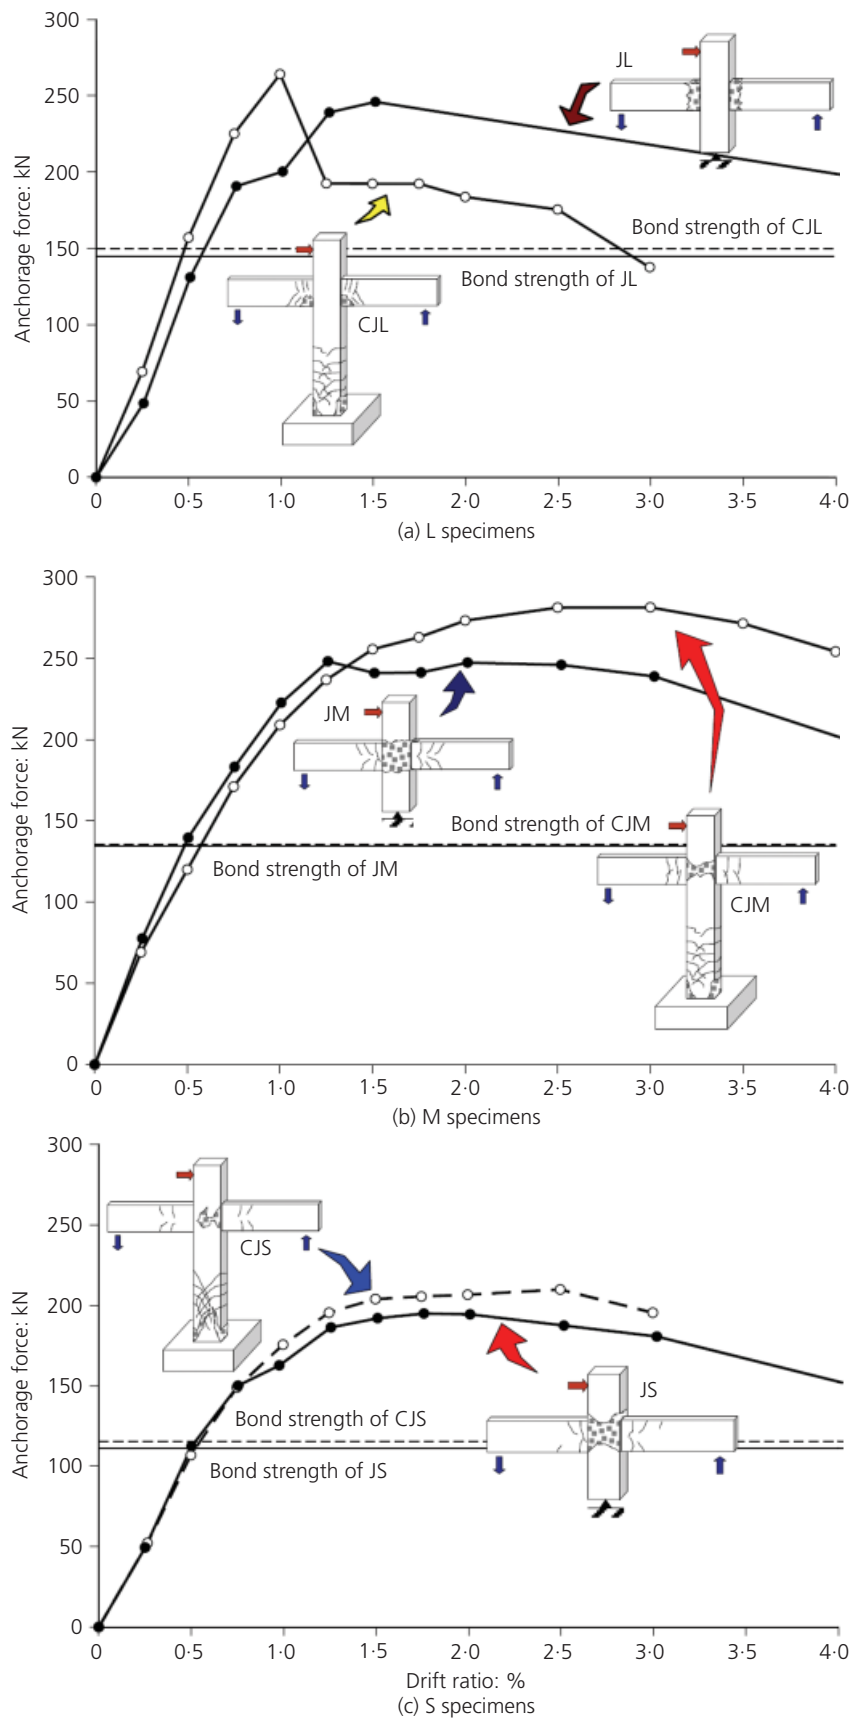 300
250
200
150
100
50
0
Anchorage force: kN
JL
Bond strength of CJL
Bond strength of JL
CJL
0 0·5 1·0 1·5 2·0 2·5 3·0 3·5 4·0
(a) L specimens
300
250
200
150
100
50
0
Anchorage force: kN
JM
Bond strength of CJM
Bond strength of JM
CJM
0 0·5 1·0 1·5 2·0 2·5 3·0 3·5 4·0
(b) M specimens
300
250
200
150
100
50
0
Anchorage force: kN
CJS
JS
Bond strength of CJS
Bond strength of JS
0 0·5 1·0 1·5 2·0 2·5 3·0 3·5 4·0
Drift ratio: %
(c) S specimens